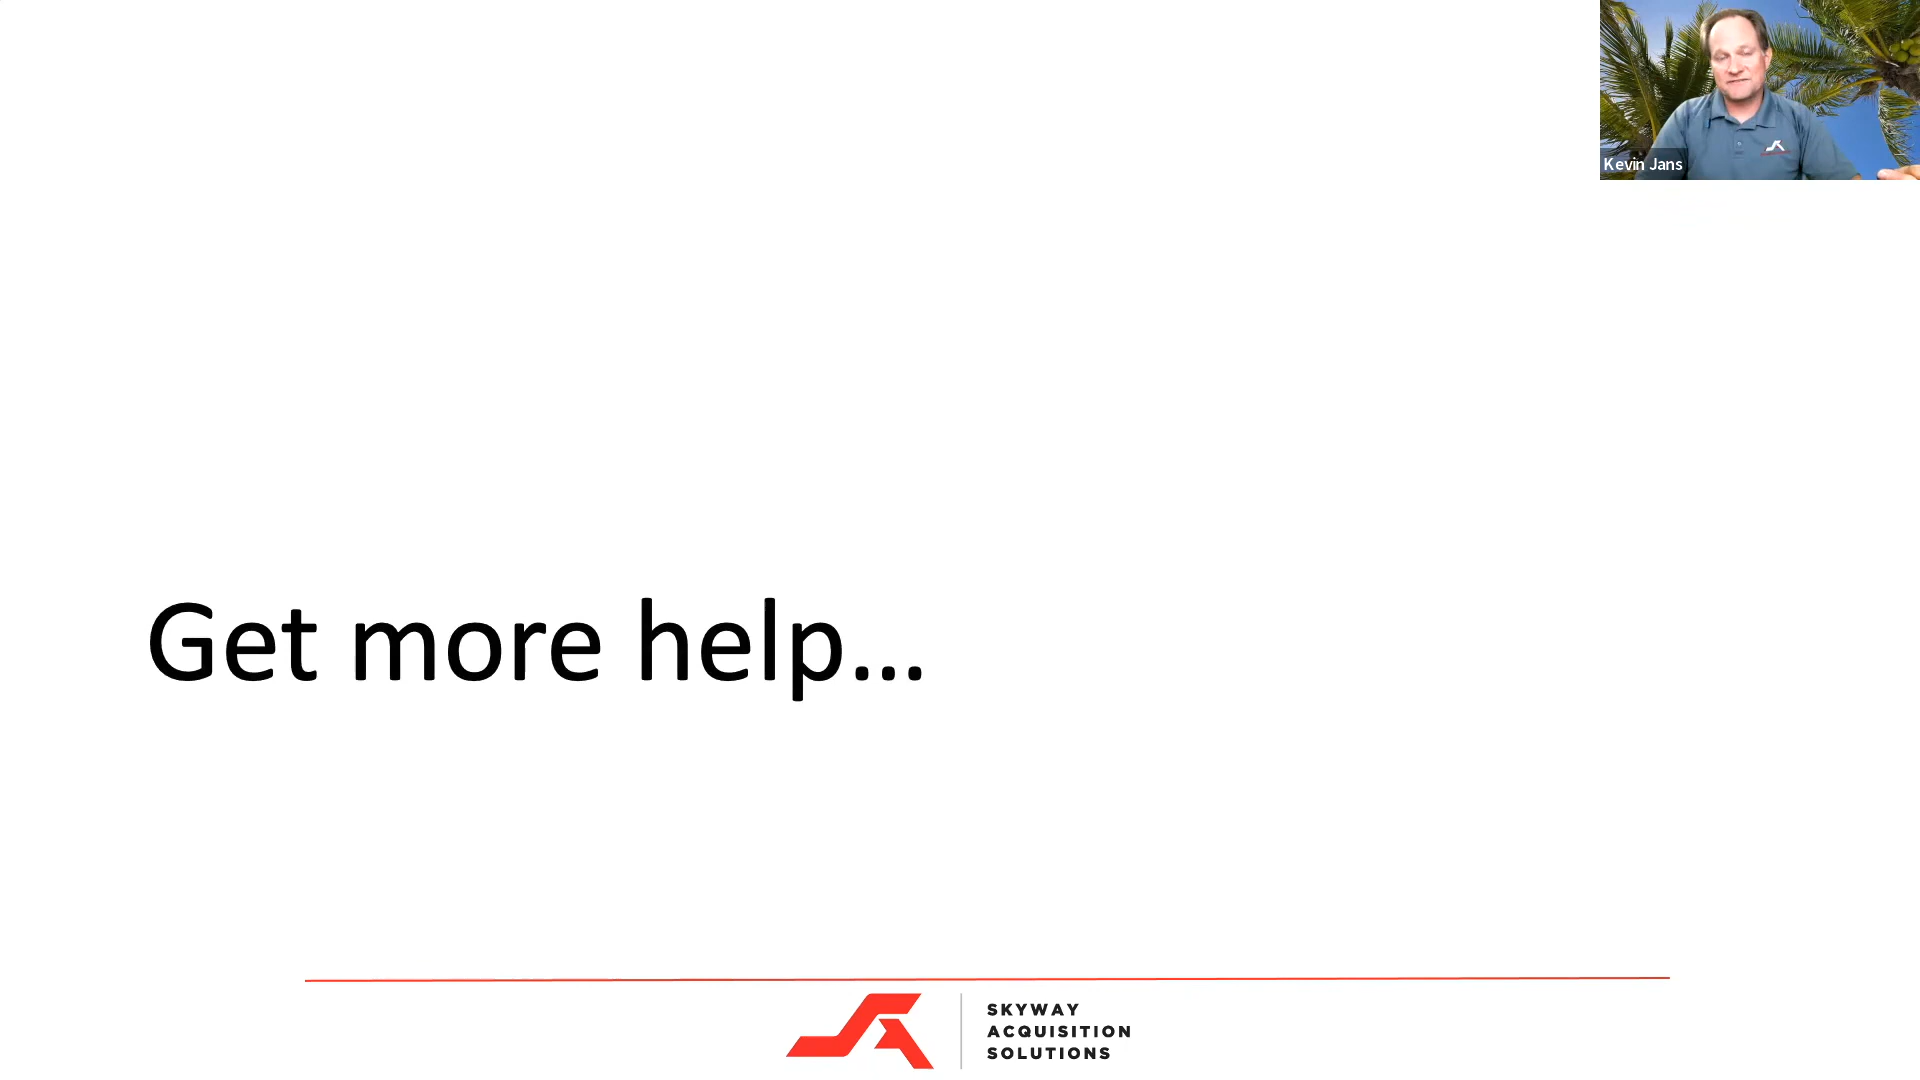 Kevin Jans
Get more help...
SKYWAY
ACQUISITION
SOLUTIONS